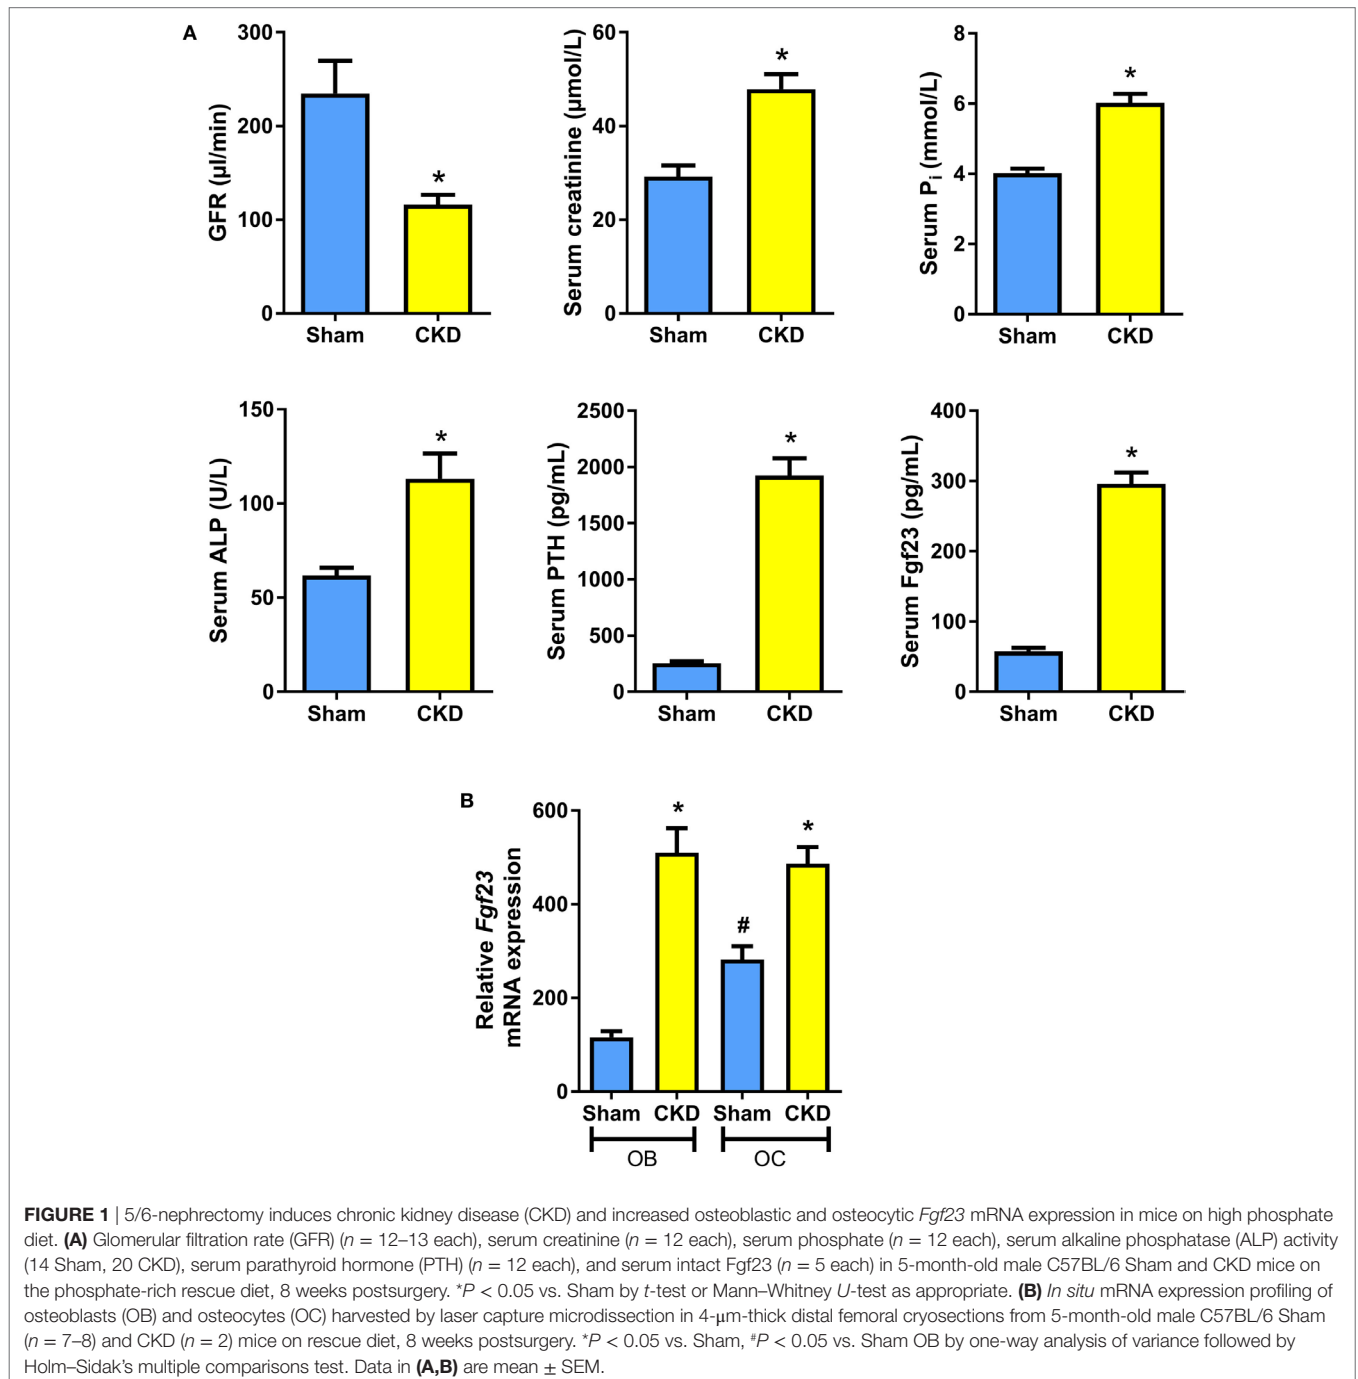 A
300
200
100
0
GFR (µl/min)
*
Sham CKD
60
40
20
0
Serum creatinine (µmol/L)
*
Sham CKD
8
6
4
2
0
Serum Pi (mmol/L)
*
Sham CKD
150
100
50
0
Serum ALP (U/L)
*
Sham CKD
2500
2000
1500
1000
500
0
Serum PTH (pg/mL)
*
Sham CKD
400
300
200
100
0
Serum Fgf23 (pg/mL)
*
Sham CKD
B
600
400
200
0
Relative Fgf23
mRNA expression
*
#
*
Sham CKD Sham CKD
OB OC
FIGURE 1 | 5/6-nephrectomy induces chronic kidney disease (CKD) and increased osteoblastic and osteocytic Fgf23 mRNA expression in mice on high phosphate
diet. (A) Glomerular filtration rate (GFR) (n = 12–13 each), serum creatinine (n = 12 each), serum phosphate (n = 12 each), serum alkaline phosphatase (ALP) activity
(14 Sham, 20 CKD), serum parathyroid hormone (PTH) (n = 12 each), and serum intact Fgf23 (n = 5 each) in 5-month-old male C57BL/6 Sham and CKD mice on
the phosphate-rich rescue diet, 8 weeks postsurgery. *P < 0.05 vs. Sham by t-test or Mann–Whitney U-test as appropriate. (B) In situ mRNA expression profiling of
osteoblasts (OB) and osteocytes (OC) harvested by laser capture microdissection in 4-µm-thick distal femoral cryosections from 5-month-old male C57BL/6 Sham
(n = 7–8) and CKD (n = 2) mice on rescue diet, 8 weeks postsurgery. *P < 0.05 vs. Sham, #P < 0.05 vs. Sham OB by one-way analysis of variance followed by
Holm–Sidak’s multiple comparisons test. Data in (A,B) are mean ± SEM.